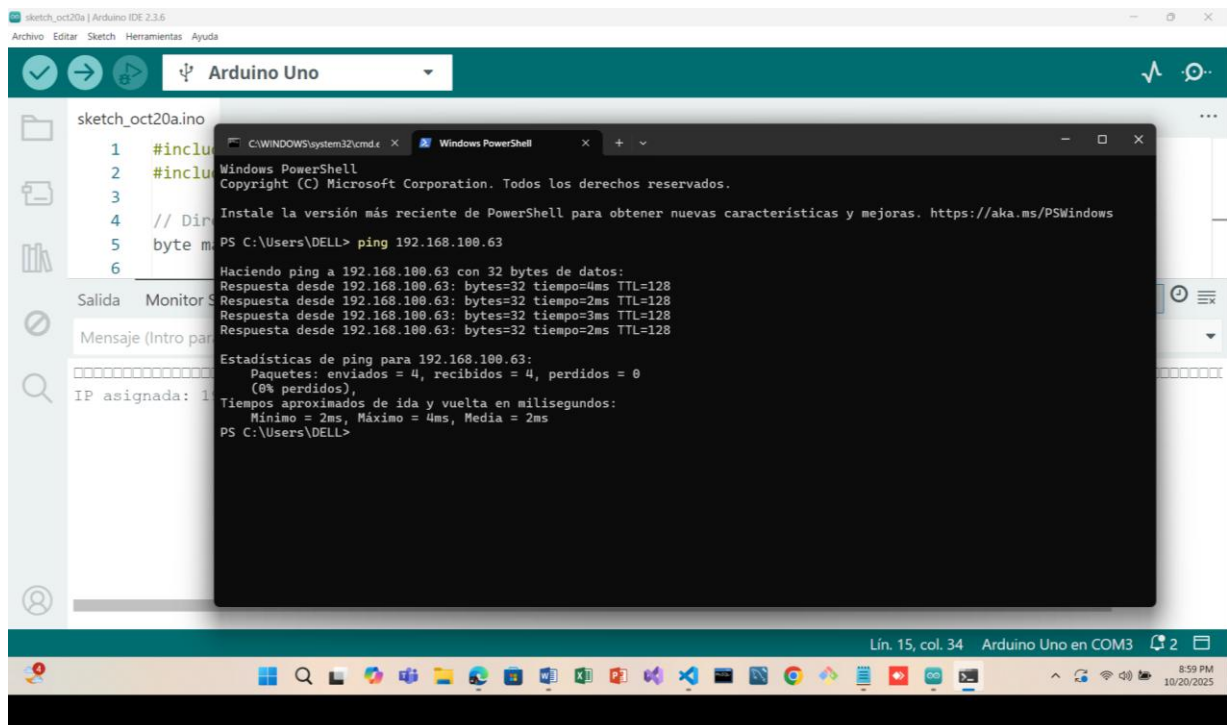 sketch_oct20a | Arduino IDE 2.3.6
Archivo Editar Sketch Herramientas Ayuda
Arduino Uno
sketch_oct20a.ino
1 #inclu
2 #inclu
3
4 // Dire
5 byte ma
6
Salida Monitor S
Mensaje (Intro par
IP asignada: 19
C:\WINDOWS\system32\cmd.e
Windows PowerShell
Windows PowerShell
Copyright (C) Microsoft Corporation. Todos los derechos reservados.
Instale la versión más reciente de PowerShell para obtener nuevas características y mejoras. https://aka.ms/PSWindows
PS C:\Users\DELL> ping 192.168.100.63
Haciendo ping a 192.168.100.63 con 32 bytes de datos:
Respuesta desde 192.168.100.63: bytes=32 tiempo=4ms TTL=128
Respuesta desde 192.168.100.63: bytes=32 tiempo=2ms TTL=128
Respuesta desde 192.168.100.63: bytes=32 tiempo=3ms TTL=128
Respuesta desde 192.168.100.63: bytes=32 tiempo=2ms TTL=128
Estadísticas de ping para 192.168.100.63:
Paquetes: enviados = 4, recibidos = 4, perdidos = 0
(0% perdidos),
Tiempos aproximados de ida y vuelta en milisegundos:
Mínimo = 2ms, Máximo = 4ms, Media = 2ms
PS C:\Users\DELL>
Lín. 15, col. 34 Arduino Uno en COM3 2
4
8:59 PM
10/20/2025